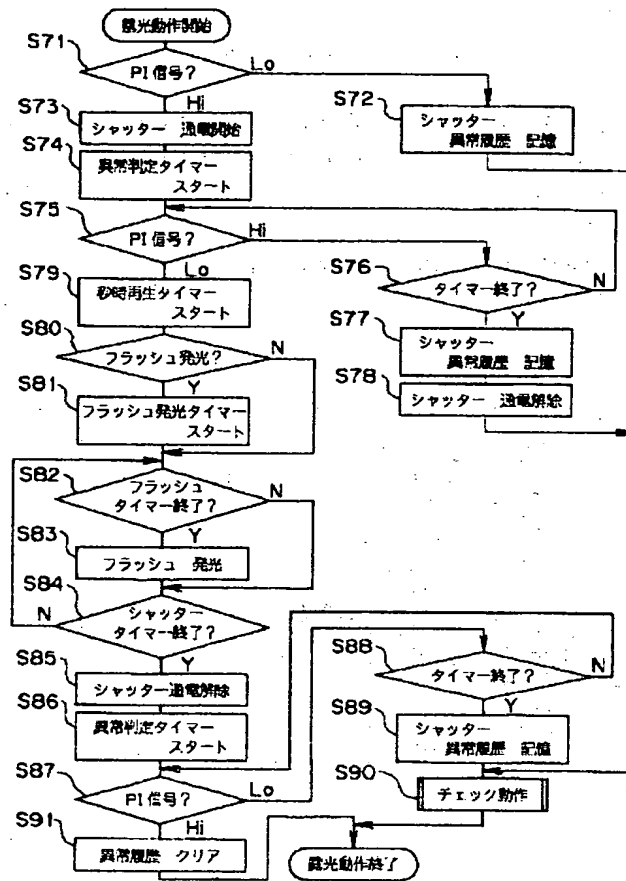 露光動作開始
S71
PI信号?
Lo
Hi
S72
シャッター
異常履歴 記憶
S73
シャッター 通電開始
S74
異常判定タイマー
スタート
S75
PI信号?
Hi
Lo
S76
タイマー終了?
N
Y
S77
シャッター
異常履歴 記憶
S78
シャッター 通電解除
S79
秒時再生タイマー
スタート
S80
フラッシュ発光?
N
Y
S81
フラッシュ発光タイマー
スタート
S82
フラッシュ
タイマー終了?
N
Y
S83
フラッシュ 発光
S84
シャッター
タイマー終了?
N
Y
S85
シャッター通電解除
S86
異常判定タイマー
スタート
S87
PI信号?
Lo
Hi
S88
タイマー終了?
N
Y
S89
シャッター
異常履歴 記憶
S90
チェック動作
S91
異常履歴 クリア
露光動作終了